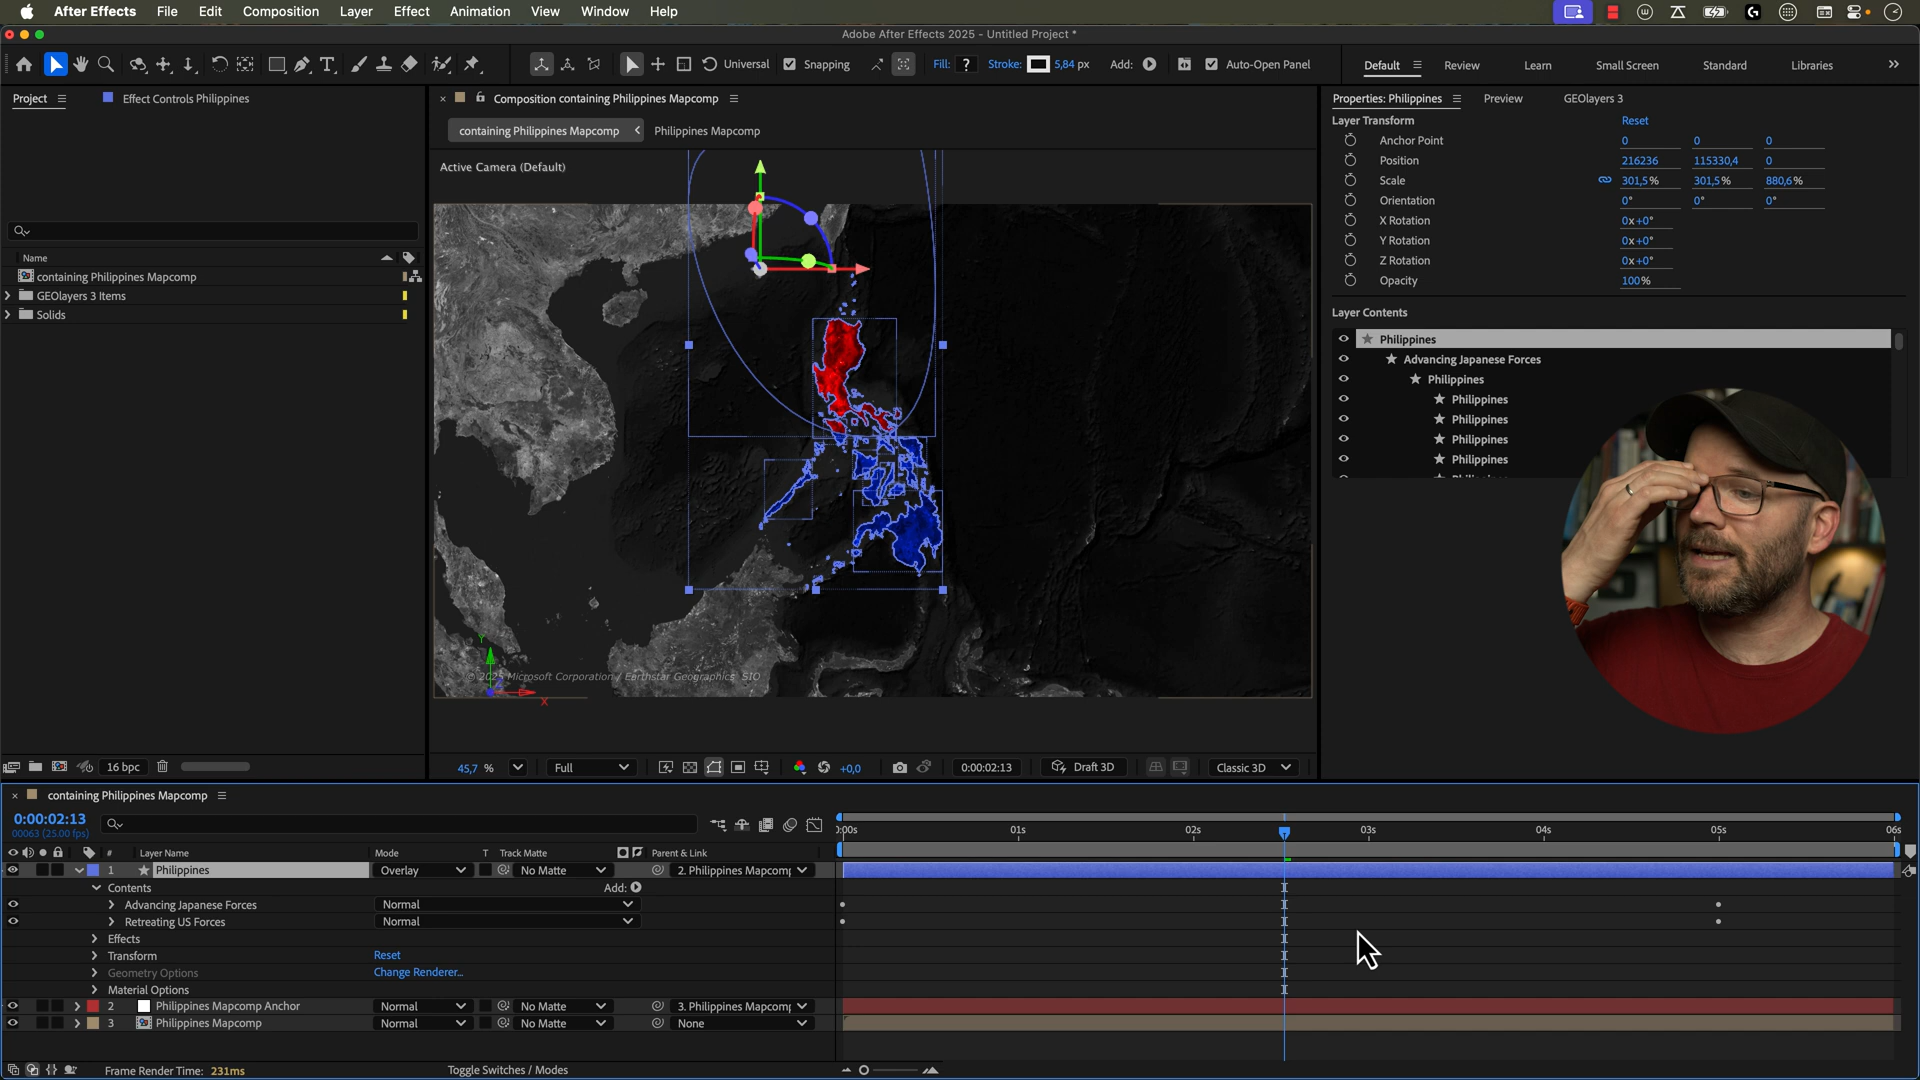 After Effects File Edit Composition Layer Effect Animation View Window Help
Adobe After Effects 2025 - Untitled Project *
Universal Snapping Fill: ? Stroke: 5,84 px Add: Auto-Open Panel Default Review Learn Small Screen Standard Libraries
Project Effect Controls Philippines
Composition containing Philippines Mapcomp
Properties: Philippines Preview GEOlayers 3
containing Philippines Mapcomp Philippines Mapcomp
Active Camera (Default)
Layer Transform Reset
Anchor Point 0 0 0
Position 216236 115330,4 0
Scale 301,5% 301,5% 880,6%
Orientation 0° 0° 0°
X Rotation 0x+0°
Y Rotation 0x+0°
Z Rotation 0x+0°
Opacity 100%
Layer Contents
Philippines
Advancing Japanese Forces
Philippines
Philippines
Philippines
Philippines
Philippines
Name
containing Philippines Mapcomp
GEOlayers 3 Items
Solids
© 2025 Microsoft Corporation / Earthstar Geographics SIO
Y
X
16 bpc
45,7 % Full +0,0 0:00:02:13 Draft 3D Classic 3D
containing Philippines Mapcomp
0:00:02:13
00063 (25.00 fps)
0:00s 01s 02s 03s 04s 05s 06s
# Layer Name Mode T Track Matte Parent & Link
1 Philippines Overlay No Matte 2. Philippines Mapcom
Contents Add:
Advancing Japanese Forces Normal
Retreating US Forces Normal
Effects
Transform Reset
Geometry Options Change Renderer...
Material Options
2 Philippines Mapcomp Anchor Normal No Matte 3. Philippines Mapcom
3 Philippines Mapcomp Normal No Matte None
Frame Render Time: 231ms Toggle Switches / Modes